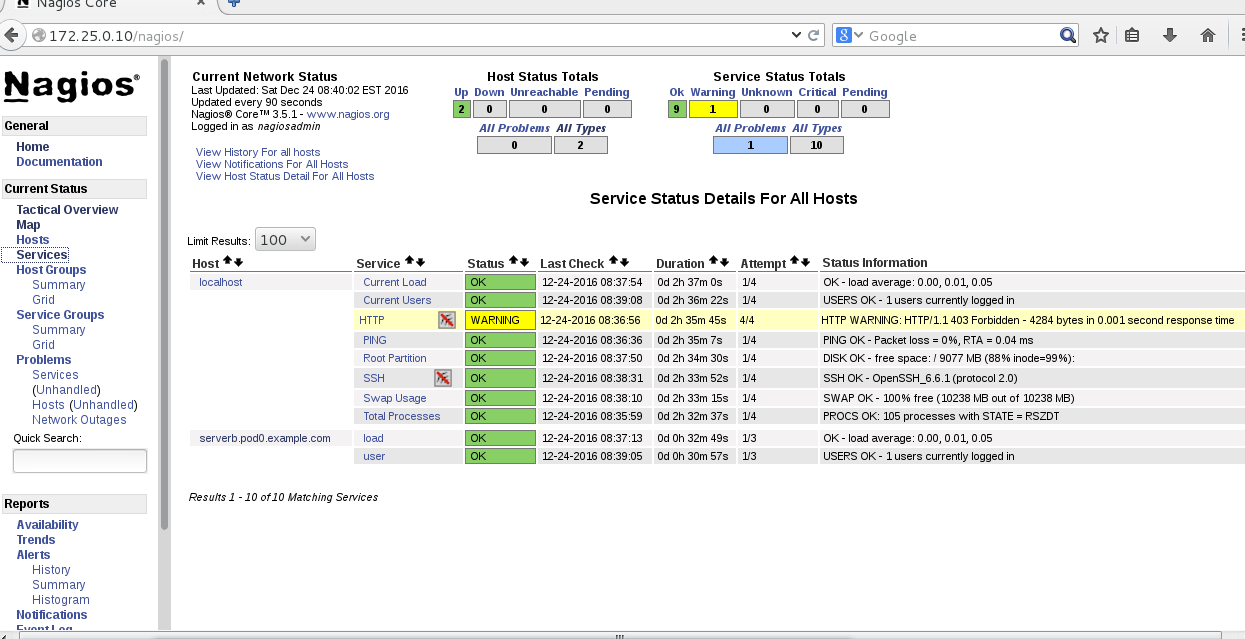 Nagios Core
172.25.0.10/nagios/
Google
Nagios®
General
Home
Documentation
Current Status
Tactical Overview
Map
Hosts
Services
Host Groups
Summary
Grid
Service Groups
Summary
Grid
Problems
Services
(Unhandled)
Hosts (Unhandled)
Network Outages
Quick Search:
Reports
Availability
Trends
Alerts
History
Summary
Histogram
Notifications
Event Log
Current Network Status
Last Updated: Sat Dec 24 08:40:02 EST 2016
Updated every 90 seconds
Nagios® Core™ 3.5.1 - www.nagios.org
Logged in as nagiosadmin
View History For all hosts
View Notifications For All Hosts
View Host Status Detail For All Hosts
Host Status Totals
Up Down Unreachable Pending
2 0 0 0
All Problems All Types
0 2
Service Status Totals
Ok Warning Unknown Critical Pending
9 1 0 0 0
All Problems All Types
1 10
Service Status Details For All Hosts
Limit Results: 100
Host Service Status Last Check Duration Attempt Status Information
localhost Current Load OK 12-24-2016 08:37:54 0d 2h 37m 0s 1/4 OK - load average: 0.00, 0.01, 0.05
Current Users OK 12-24-2016 08:39:08 0d 2h 36m 22s 1/4 USERS OK - 1 users currently logged in
HTTP WARNING 12-24-2016 08:36:56 0d 2h 35m 45s 4/4 HTTP WARNING: HTTP/1.1 403 Forbidden - 4284 bytes in 0.001 second response time
PING OK 12-24-2016 08:36:36 0d 2h 35m 7s 1/4 PING OK - Packet loss = 0%, RTA = 0.04 ms
Root Partition OK 12-24-2016 08:37:50 0d 2h 34m 30s 1/4 DISK OK - free space: / 9077 MB (88% inode=99%):
SSH OK 12-24-2016 08:38:31 0d 2h 33m 52s 1/4 SSH OK - OpenSSH_6.6.1 (protocol 2.0)
Swap Usage OK 12-24-2016 08:38:10 0d 2h 33m 15s 1/4 SWAP OK - 100% free (10238 MB out of 10238 MB)
Total Processes OK 12-24-2016 08:35:59 0d 2h 32m 37s 1/4 PROCS OK: 105 processes with STATE = RSZDT
serverb.pod0.example.com load OK 12-24-2016 08:37:13 0d 0h 32m 49s 1/3 OK - load average: 0.00, 0.01, 0.05
user OK 12-24-2016 08:39:05 0d 0h 30m 57s 1/3 USERS OK - 1 users currently logged in
Results 1 - 10 of 10 Matching Services